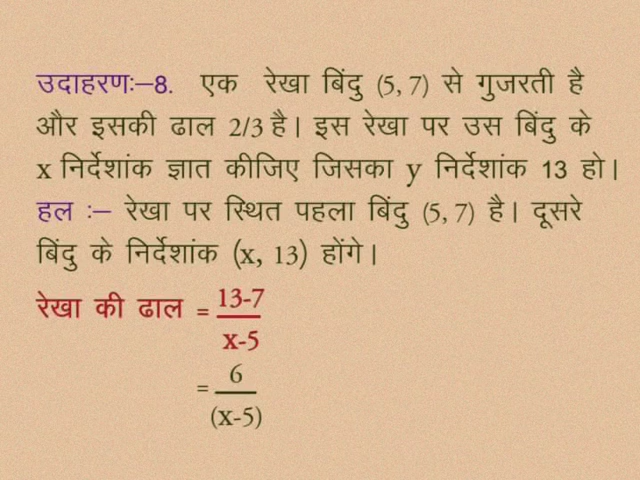 उदाहरणः–8. एक रेखा बिंदु (5, 7) से गुजरती है
और इसकी ढाल 2/3 है। इस रेखा पर उस बिंदु के
x निर्देशांक ज्ञात कीजिए जिसका y निर्देशांक 13 हो।
हल :– रेखा पर स्थित पहला बिंदु (5, 7) है। दूसरे
बिंदु के निर्देशांक (x, 13) होंगे।
रेखा की ढाल = 13-7
x-5
= 6
(x-5)